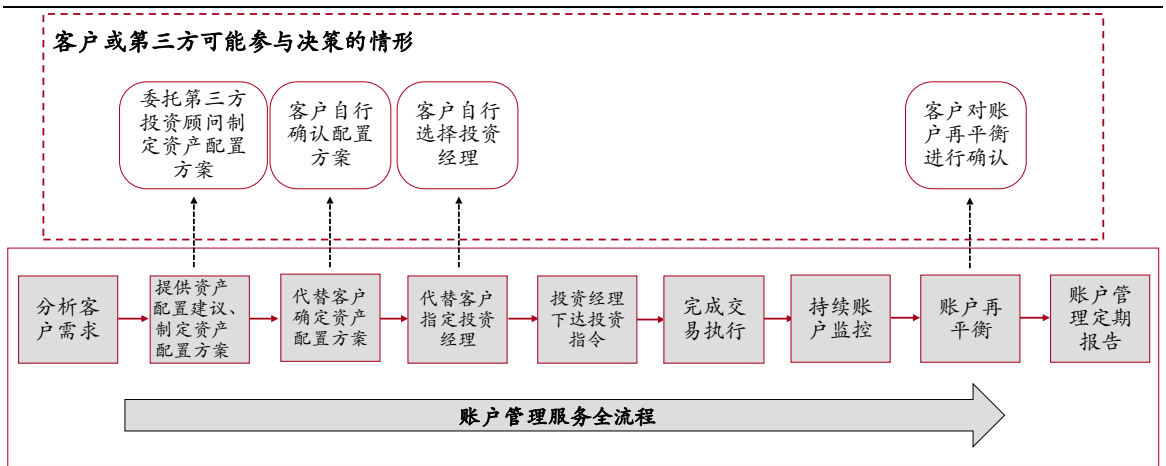 客户或第三方可能参与决策的情形
委托第三方
投资顾问制
定资产配置
方案
客户自行
确认配置
方案
客户自行
选择投资
经理
客户对账
户再平衡
进行确认
分析客
户需求
提供资产
配置建议、
制定资产
配置方案
代替客户
确定资产
配置方案
代替客户
指定投资
经理
投资经理
下达投资
指令
完成交
易执行
持续账
户监控
账户再
平衡
账户管
理定期
报告
账户管理服务全流程